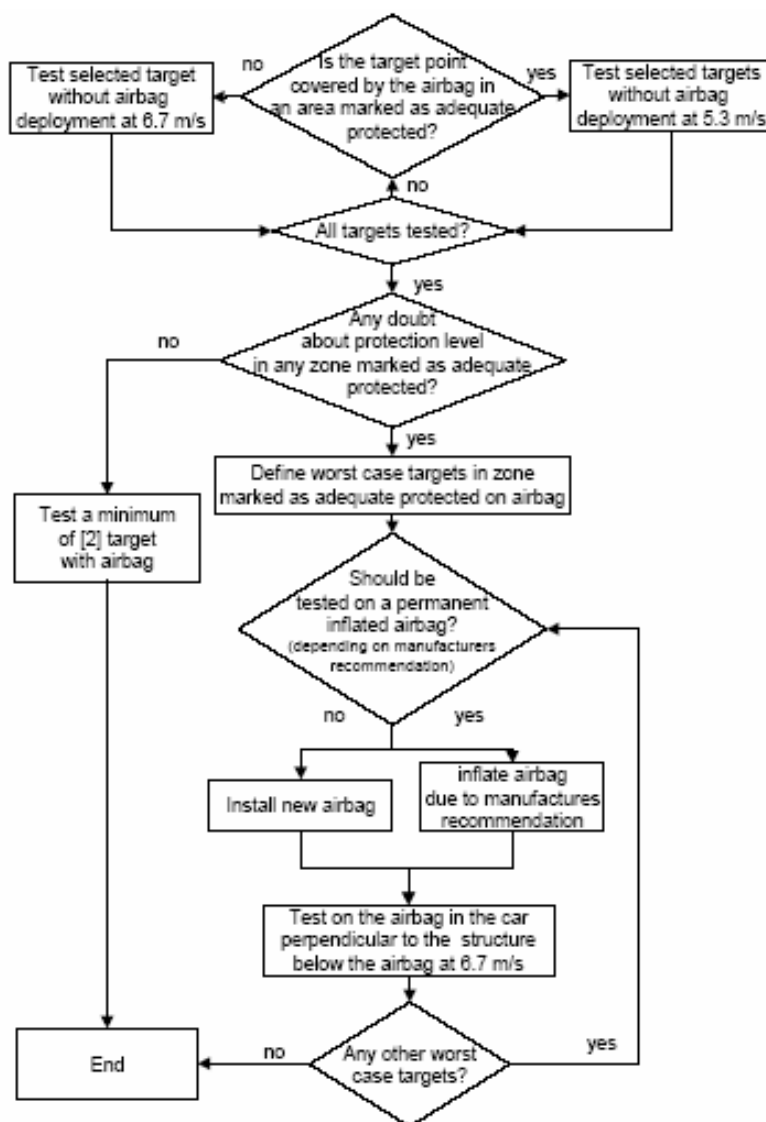 no
Is the target point
covered by the airbag in
an area marked as adequate
protected?
yes
Test selected target
without airbag
deployment at 6.7 m/s
Test selected targets
without airbag
deployment at 5.3 m/s
no
All targets tested?
yes
Any doubt
about protection level
in any zone marked as adequate
protected?
no
yes
Define worst case targets in zone
marked as adequate protected on airbag
Test a minimum
of [2] target
with airbag
Should be
tested on a permanent
inflated airbag?
(depending on manufacturers
recommendation)
no
yes
Install new airbag
inflate airbag
due to manufactures
recommendation
Test on the airbag in the car
perpendicular to the structure
below the airbag at 6.7 m/s
End
no
Any other worst
case targets?
yes